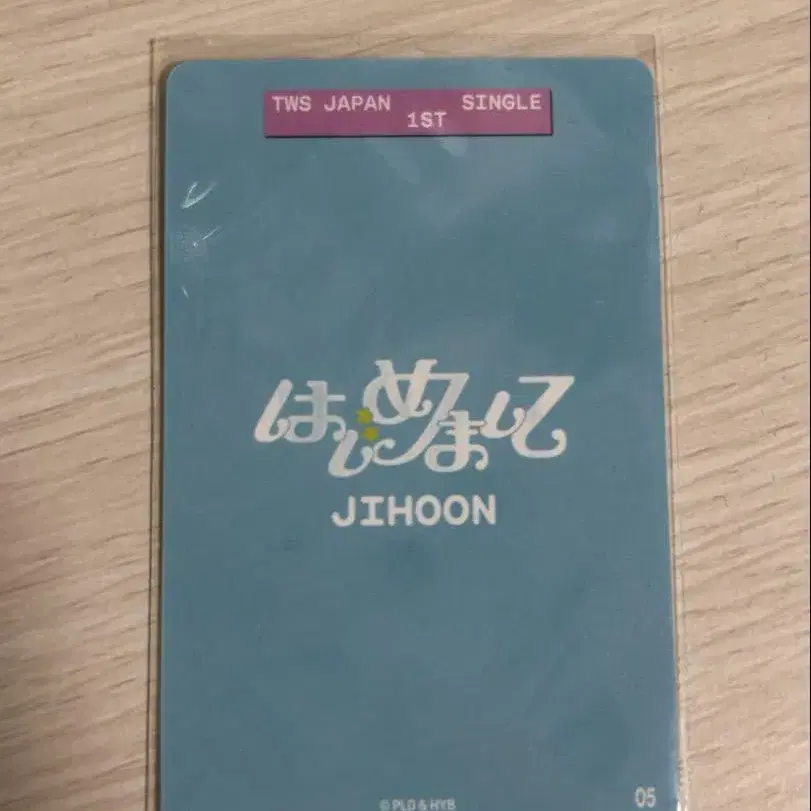 TWS JAPAN SINGLE
1ST
はじめまして
JIHOON
© PLD & HYB
05